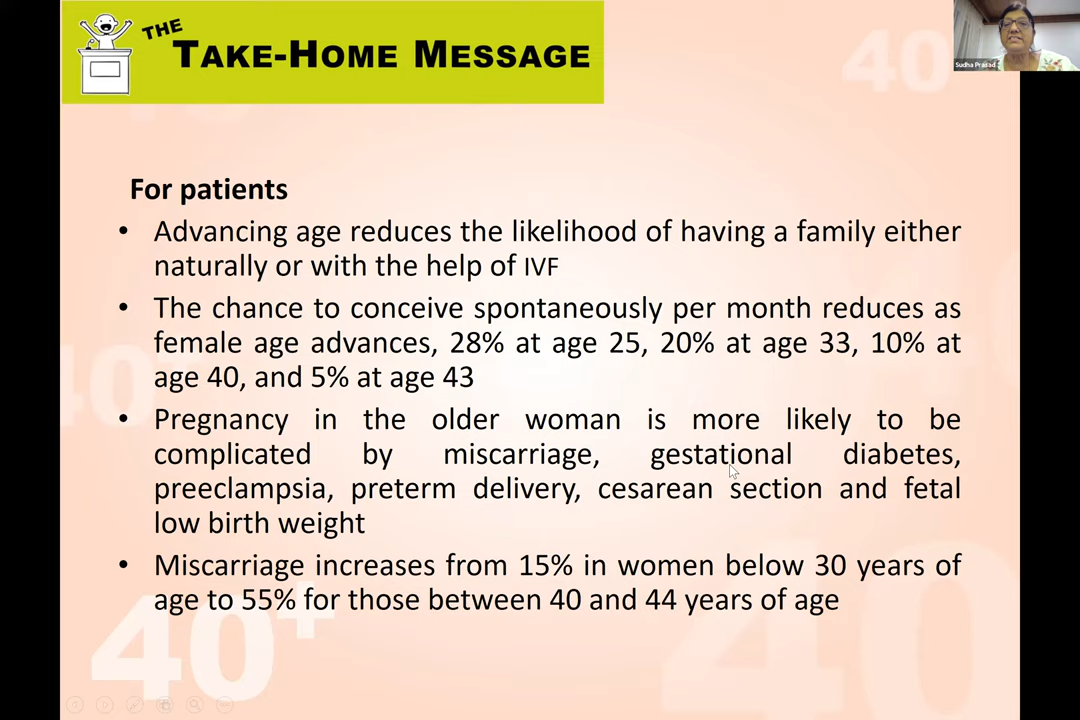 THE
TAKE-HOME MESSAGE
40
Sudha Prasad
For patients
• Advancing age reduces the likelihood of having a family either
naturally or with the help of IVF
• The chance to conceive spontaneously per month reduces as
female age advances, 28% at age 25, 20% at age 33, 10% at
age 40, and 5% at age 43
• Pregnancy in the older woman is more likely to be
complicated by miscarriage, gestational diabetes,
preeclampsia, preterm delivery, cesarean section and fetal
low birth weight
• Miscarriage increases from 15% in women below 30 years of
age to 55% for those between 40 and 44 years of age
40+
40